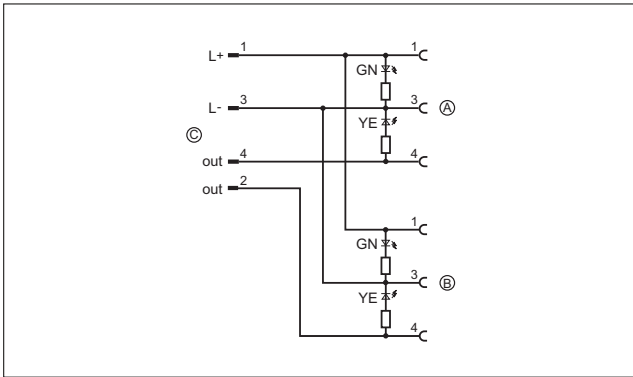 L+ 1 1
GN
L- 3 3 Ⓐ
YE
Ⓒ
out 4 4
out 2
1
GN
3 Ⓑ
YE
4